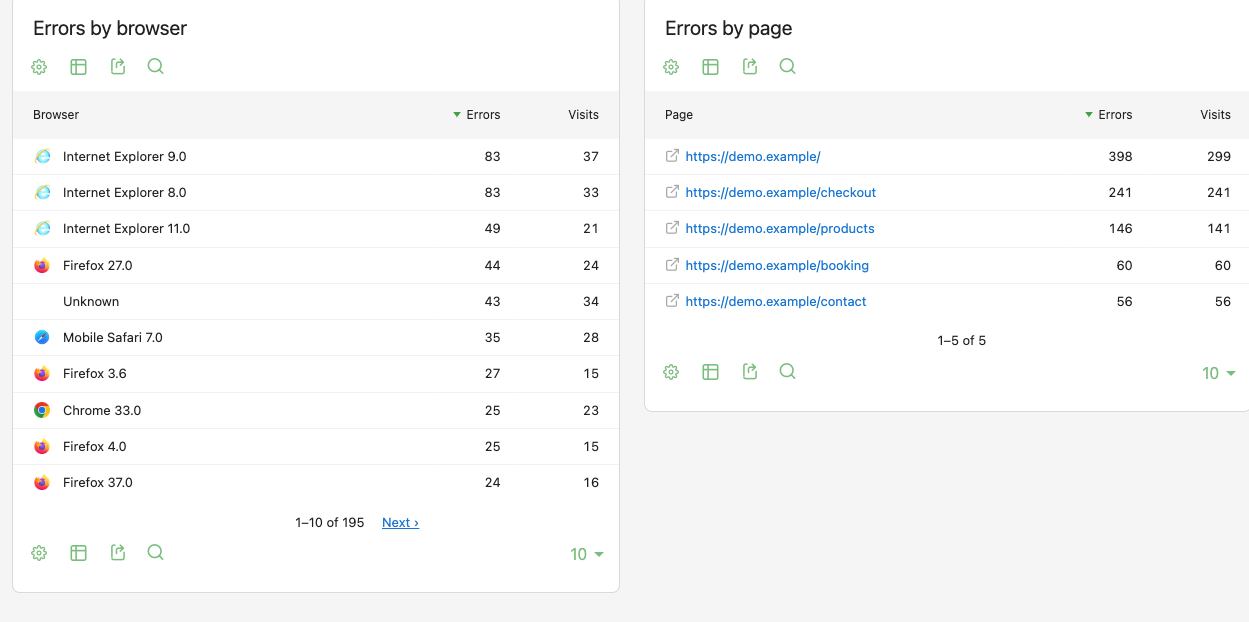 Errors by browser
Browser Errors Visits
Internet Explorer 9.0 83 37
Internet Explorer 8.0 83 33
Internet Explorer 11.0 49 21
Firefox 27.0 44 24
Unknown 43 34
Mobile Safari 7.0 35 28
Firefox 3.6 27 15
Chrome 33.0 25 23
Firefox 4.0 25 15
Firefox 37.0 24 16
1–10 of 195 Next ›
10
Errors by page
Page Errors Visits
https://demo.example/ 398 299
https://demo.example/checkout 241 241
https://demo.example/products 146 141
https://demo.example/booking 60 60
https://demo.example/contact 56 56
1–5 of 5
10